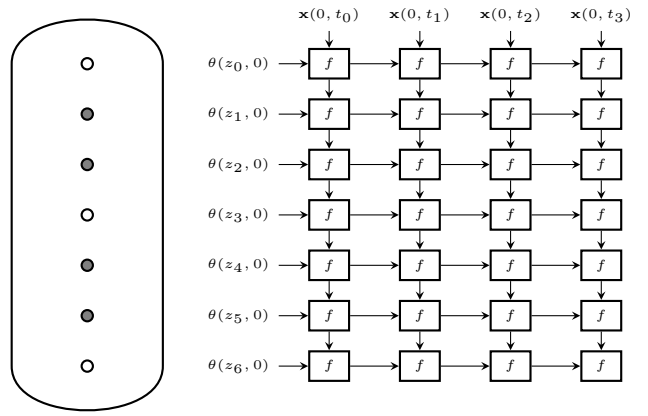 x(0, t₀) x(0, t₁) x(0, t₂) x(0, t₃)
θ(z₀, 0) f f f f
θ(z₁, 0) f f f f
θ(z₂, 0) f f f f
θ(z₃, 0) f f f f
θ(z₄, 0) f f f f
θ(z₅, 0) f f f f
θ(z₆, 0) f f f f